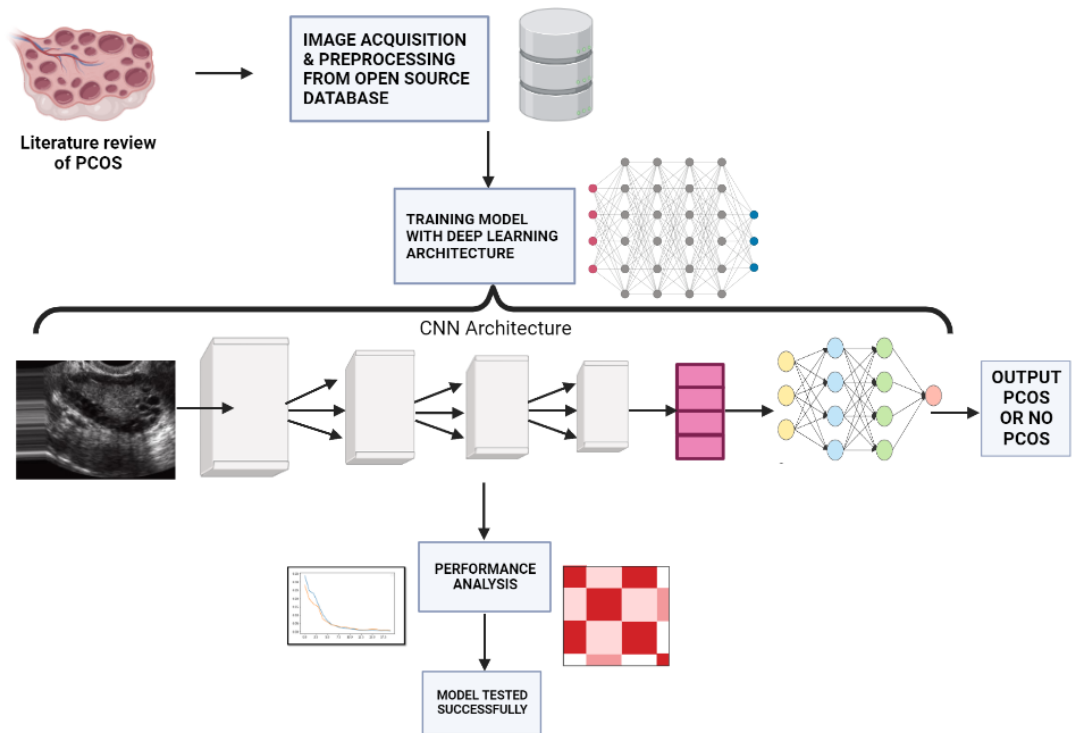 IMAGE ACQUISITION
& PREPROCESSING
FROM OPEN SOURCE
DATABASE
Literature review
of PCOS
TRAINING MODEL
WITH DEEP LEARNING
ARCHITECTURE
CNN Architecture
OUTPUT
PCOS
OR NO
PCOS
PERFORMANCE
ANALYSIS
MODEL TESTED
SUCCESSFULLY